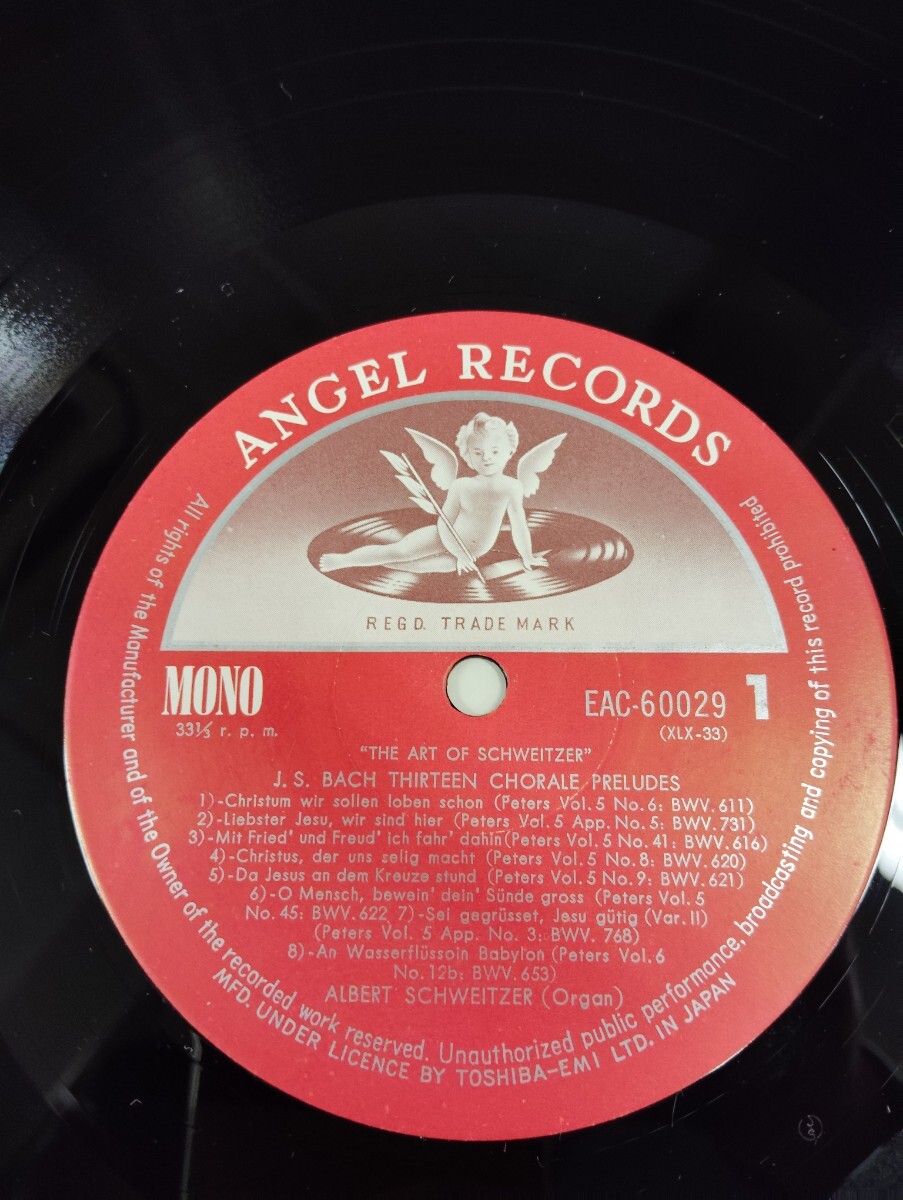 ANGEL RECORDS
REGD. TRADE MARK
MONO
33⅓ r. p. m.
EAC-60029 1
(XLX-33)
"THE ART OF SCHWEITZER"
J. S. BACH THIRTEEN CHORALE PRELUDES
1)-Christum wir sollen loben schon (Peters Vol. 5 No. 6: BWV. 611)
2)-Liebster Jesu, wir sind hier (Peters Vol. 5 App. No. 5: BWV. 731)
3)-Mit Fried' und Freud' ich fahr' dahin (Peters Vol. 5 No. 41: BWV. 616)
4)-Christus, der uns selig macht (Peters Vol. 5 No. 8: BWV. 620)
5)-Da Jesus an dem Kreuze stund (Peters Vol. 5 No. 9: BWV. 621)
6)-O Mensch, bewein' dein' Sünde gross (Peters Vol. 5
No. 45: BWV. 622 7)-Sei gegrüsset, Jesu gütig (Var. II)
(Peters Vol. 5 App. No. 3: BWV. 768)
8)-An Wasserflüssoin Babylon (Peters Vol. 6
No. 12b: BWV. 653)
ALBERT SCHWEITZER (Organ)
All rights of the Manufacturer and of the Owner of the recorded work reserved. Unauthorized public performance, broadcasting and copying of this record prohibited
MFD. UNDER LICENCE BY TOSHIBA-EMI LTD. IN JAPAN